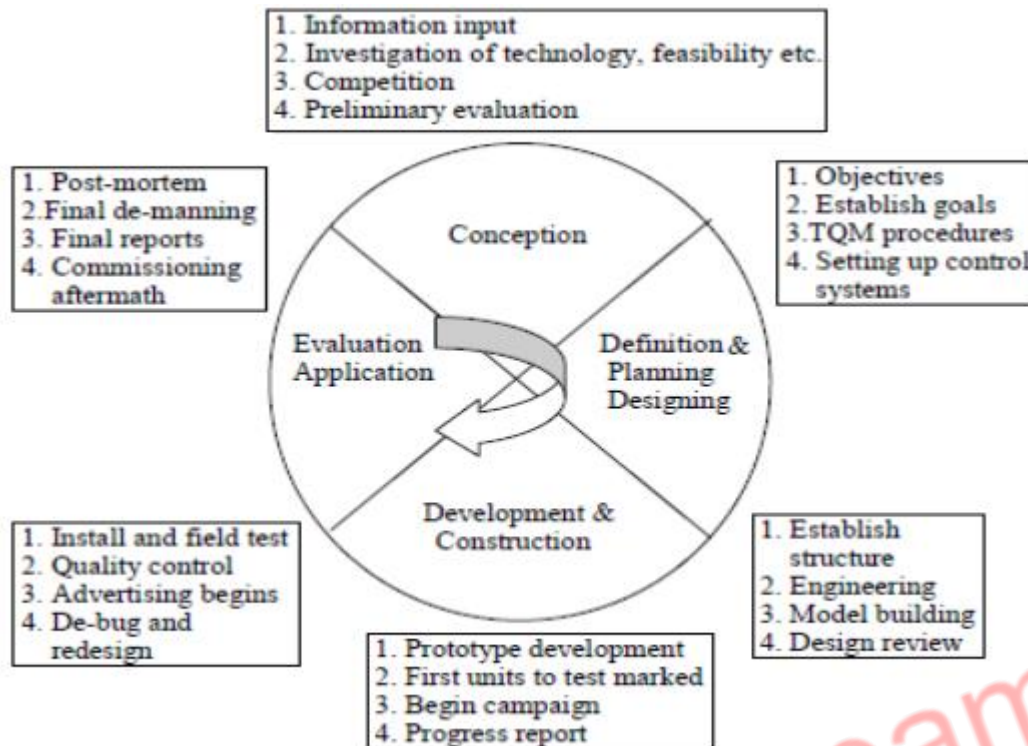 1. Information input
2. Investigation of technology, feasibility etc.
3. Competition
4. Preliminary evaluation
1. Post-mortem
2.Final de-manning
3. Final reports
4. Commissioning
aftermath
1. Objectives
2. Establish goals
3.TQM procedures
4. Setting up control
systems
Conception
Evaluation
Application
Definition &
Planning
Designing
Development &
Construction
1. Install and field test
2. Quality control
3. Advertising begins
4. De-bug and
redesign
1. Establish
structure
2. Engineering
3. Model building
4. Design review
1. Prototype development
2. First units to test marked
3. Begin campaign
4. Progress report